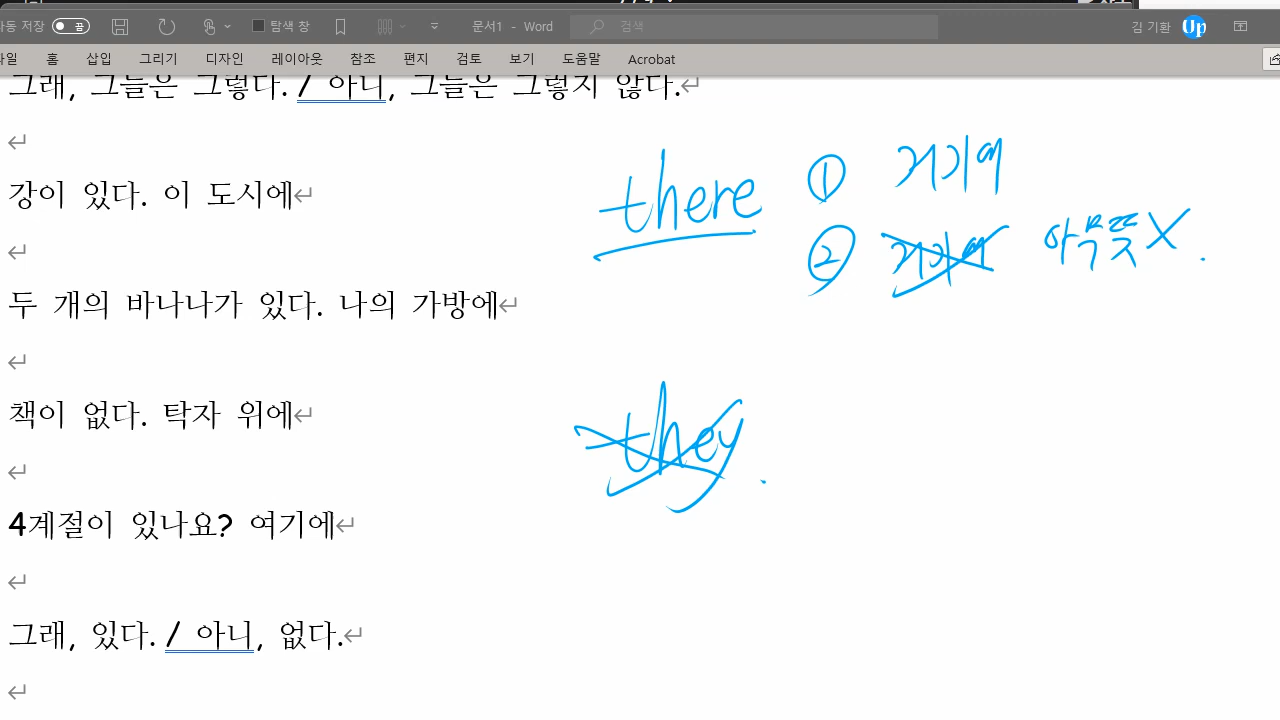 자동 저장 끔 탐색 창 문서1 - Word 검색 김 기환 Up
파일 홈 삽입 그리기 디자인 레이아웃 참조 편지 검토 보기 도움말 Acrobat
그래, 그들은 그렇다. / 아니, 그들은 그렇지 않다.
there ① 거기에
강이 있다. 이 도시에
② 거기에 아무 뜻 X.
두 개의 바나나가 있다. 나의 가방에
책이 없다. 탁자 위에
they.
4계절이 있나요? 여기에
그래, 있다. / 아니, 없다.